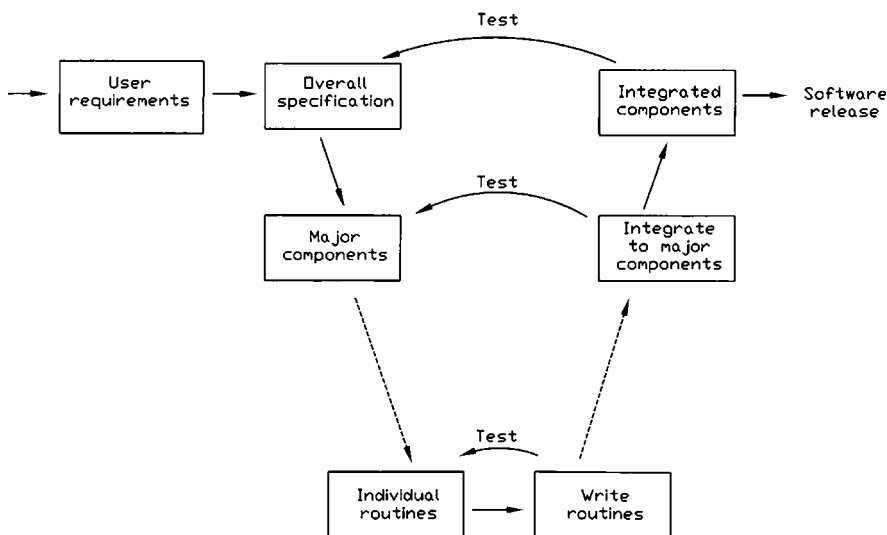 Test
User
requirements
Overall
specification
Integrated
components
Software
release
Test
Major
components
Integrate
to major
components
Test
Individual
routines
Write
routines